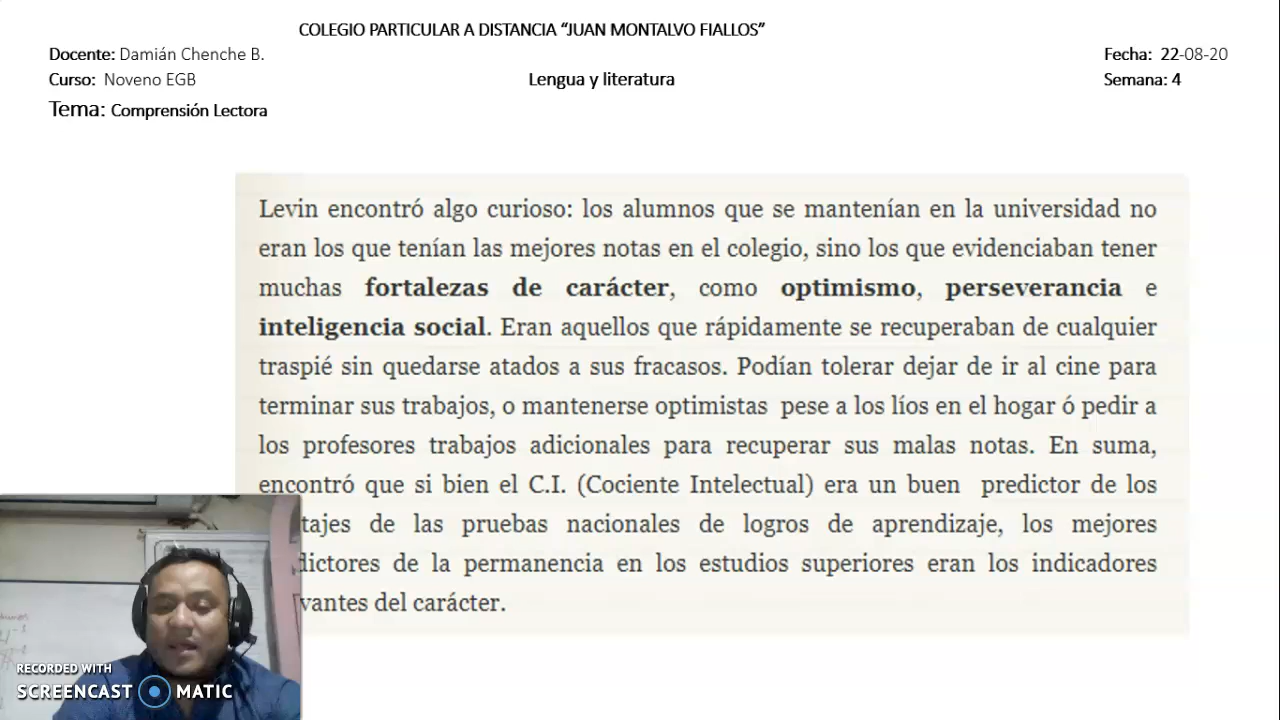 COLEGIO PARTICULAR A DISTANCIA “JUAN MONTALVO FIALLOS”
Docente: Damián Chenche B.
Fecha: 22-08-20
Curso: Noveno EGB
Lengua y literatura
Semana: 4
Tema: Comprensión Lectora
Levin encontró algo curioso: los alumnos que se mantenían en la universidad no
eran los que tenían las mejores notas en el colegio, sino los que evidenciaban tener
muchas fortalezas de carácter, como optimismo, perseverancia e
inteligencia social. Eran aquellos que rápidamente se recuperaban de cualquier
traspié sin quedarse atados a sus fracasos. Podían tolerar dejar de ir al cine para
terminar sus trabajos, o mantenerse optimistas pese a los líos en el hogar ó pedir a
los profesores trabajos adicionales para recuperar sus malas notas. En suma,
encontró que si bien el C.I. (Cociente Intelectual) era un buen predictor de los
tajes de las pruebas nacionales de logros de aprendizaje, los mejores
dictores de la permanencia en los estudios superiores eran los indicadores
vantes del carácter.
RECORDED WITH
SCREENCAST MATIC